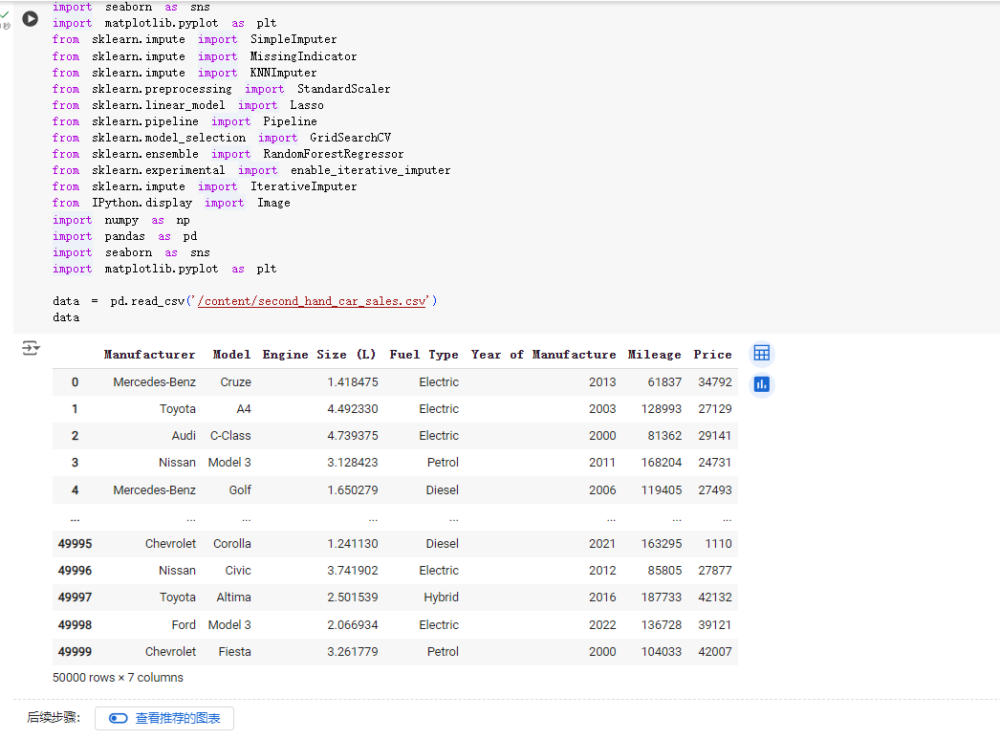 import seaborn as sns
import matplotlib.pyplot as plt
from sklearn.impute import SimpleImputer
from sklearn.impute import MissingIndicator
from sklearn.impute import KNNImputer
from sklearn.preprocessing import StandardScaler
from sklearn.linear_model import Lasso
from sklearn.pipeline import Pipeline
from sklearn.model_selection import GridSearchCV
from sklearn.ensemble import RandomForestRegressor
from sklearn.experimental import enable_iterative_imputer
from sklearn.impute import IterativeImputer
from IPython.display import Image
import numpy as np
import pandas as pd
import seaborn as sns
import matplotlib.pyplot as plt
data = pd.read_csv('/content/second_hand_car_sales.csv')
data
Manufacturer Model Engine Size (L) Fuel Type Year of Manufacture Mileage Price
0 Mercedes-Benz Cruze 1.418475 Electric 2013 61837 34792
1 Toyota A4 4.492330 Electric 2003 128993 27129
2 Audi C-Class 4.739375 Electric 2000 81362 29141
3 Nissan Model 3 3.128423 Petrol 2011 168204 24731
4 Mercedes-Benz Golf 1.650279 Diesel 2006 119405 27493
... ... ... ... ... ... ... ...
49995 Chevrolet Corolla 1.241130 Diesel 2021 163295 1110
49996 Nissan Civic 3.741902 Electric 2012 85805 27877
49997 Toyota Altima 2.501539 Hybrid 2016 187733 42132
49998 Ford Model 3 2.066934 Electric 2022 136728 39121
49999 Chevrolet Fiesta 3.261779 Petrol 2000 104033 42007
50000 rows × 7 columns
后续步骤: 查看推荐的图表